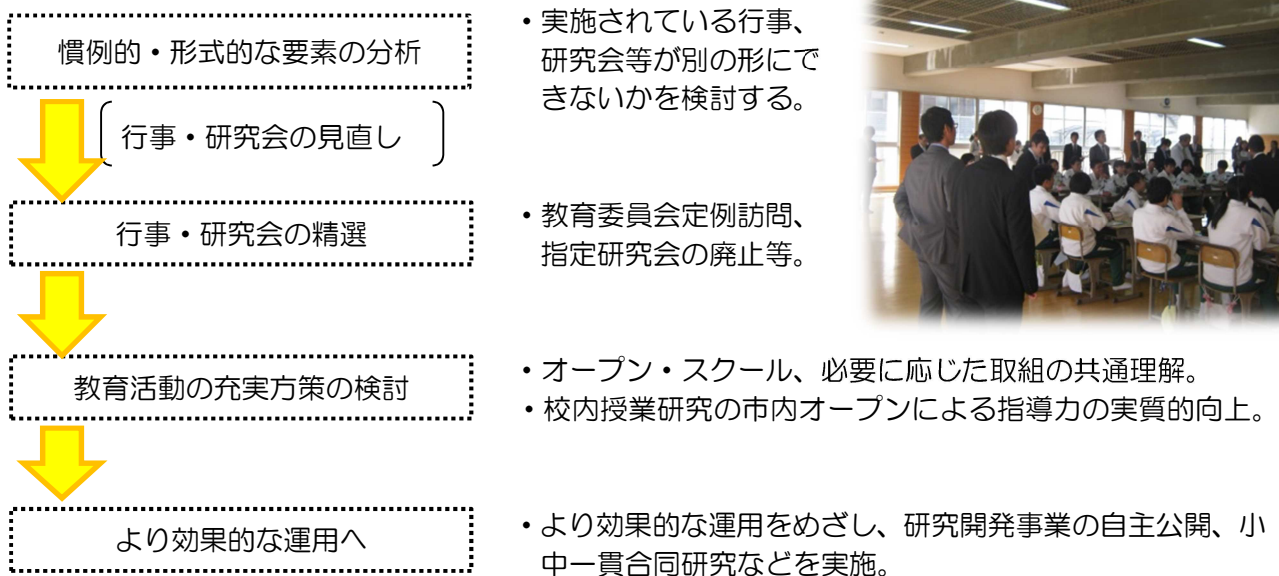 慣例的・形式的な要素の分析
・実施されている行事、
研究会等が別の形にで
きないかを検討する。
行事・研究会の見直し
行事・研究会の精選
・教育委員会定例訪問、
指定研究会の廃止等。
教育活動の充実方策の検討
・オープン・スクール、必要に応じた取組の共通理解。
・校内授業研究の市内オープンによる指導力の実質的向上。
より効果的な運用へ
・より効果的な運用をめざし、研究開発事業の自主公開、小
中一貫合同研究などを実施。